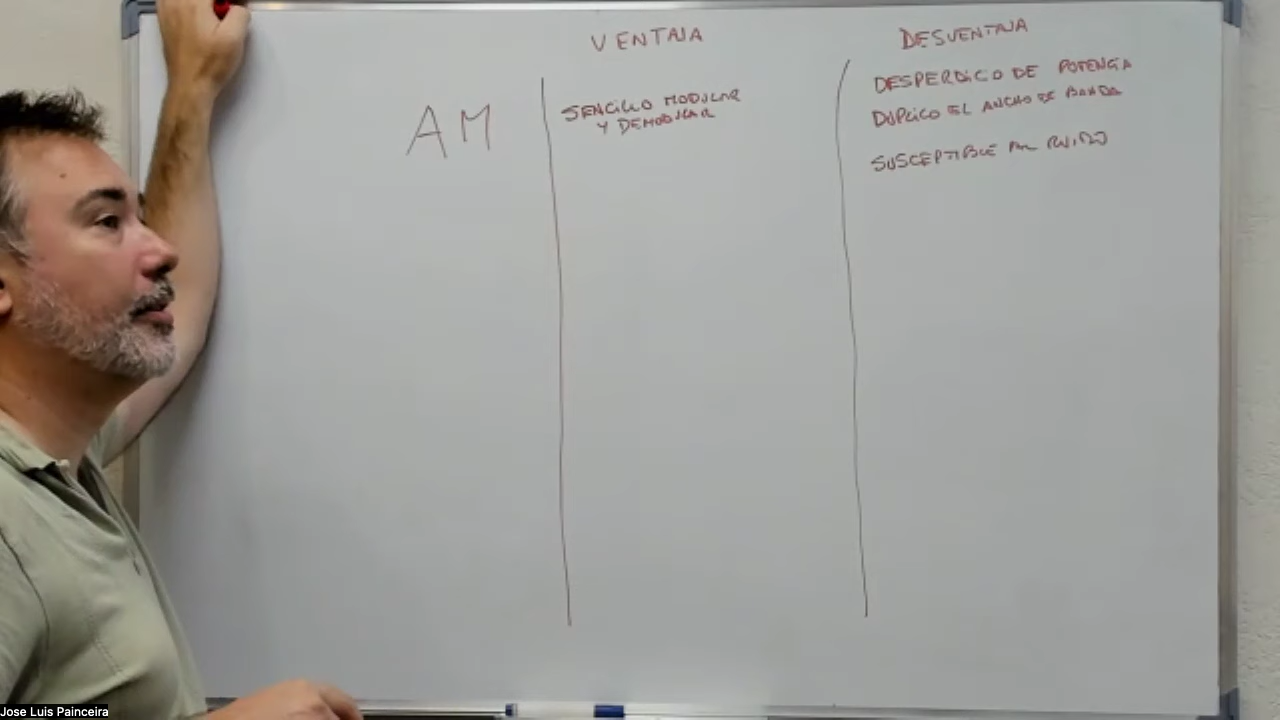 VENTAJA
DESVENTAJA
AM
SENCILLO MODULAR
Y DEMODULAR
DESPERDICIO DE POTENCIA
DUPLICO EL ANCHO DE BANDA
SUSCEPTIBLE AL RUIDO
Jose Luis Painceira